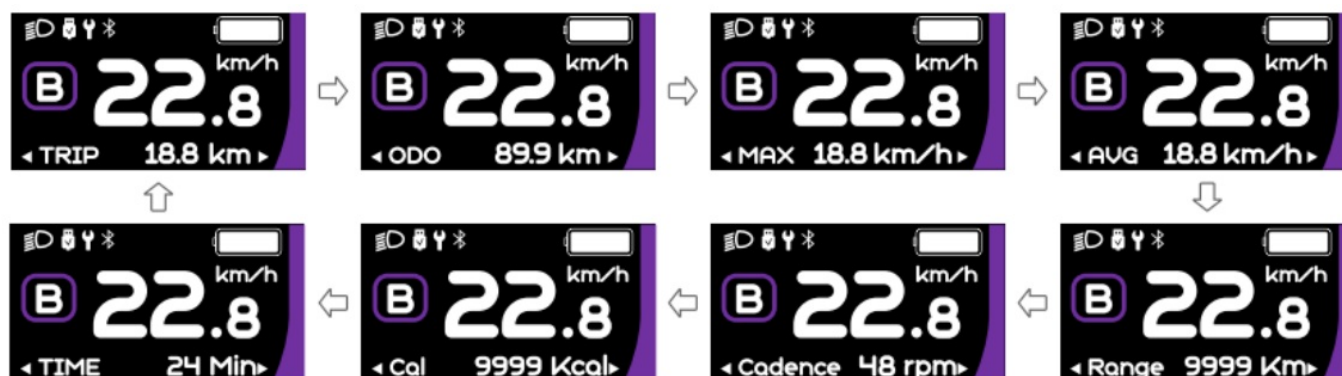 km/h
B 22.8
TRIP 18.8 km
km/h
B 22.8
ODO 89.9 km
km/h
B 22.8
MAX 18.8 km/h
km/h
B 22.8
AVG 18.8 km/h
km/h
B 22.8
TIME 24 Min
km/h
B 22.8
Cal 9999 Kcal
km/h
B 22.8
Cadence 48 rpm
km/h
B 22.8
Range 9999 Km